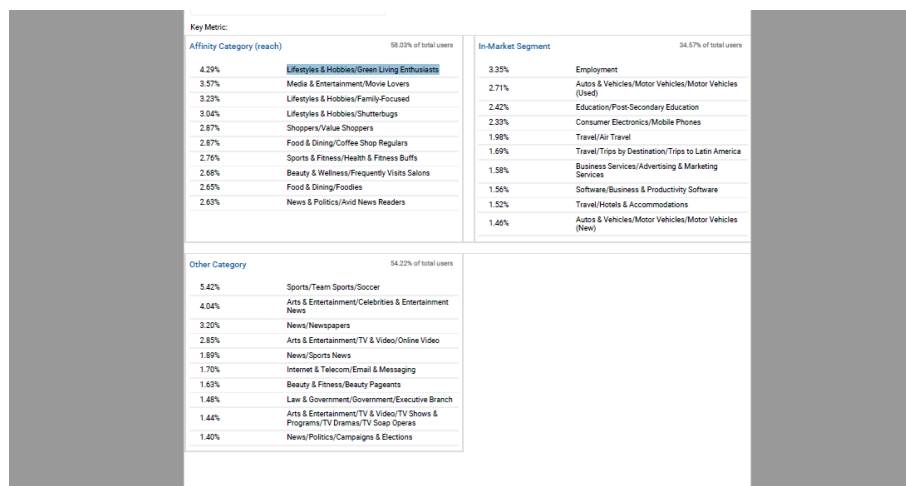 Key Metric:
Affinity Category (reach) 58.03% of total users
4.29% Lifestyles & Hobbies/Green Living Enthusiasts
3.57% Media & Entertainment/Movie Lovers
3.23% Lifestyles & Hobbies/Family-Focused
3.04% Lifestyles & Hobbies/Shutterbugs
2.87% Shoppers/Value Shoppers
2.87% Food & Dining/Coffee Shop Regulars
2.76% Sports & Fitness/Health & Fitness Buffs
2.68% Beauty & Wellness/Frequently Visits Salons
2.65% Food & Dining/Foodies
2.63% News & Politics/Avid News Readers
In-Market Segment 34.57% of total users
3.35% Employment
2.71% Autos & Vehicles/Motor Vehicles/Motor Vehicles
(Used)
2.42% Education/Post-Secondary Education
2.33% Consumer Electronics/Mobile Phones
1.98% Travel/Air Travel
1.69% Travel/Trips by Destination/Trips to Latin America
1.58% Business Services/Advertising & Marketing
Services
1.56% Software/Business & Productivity Software
1.52% Travel/Hotels & Accommodations
1.46% Autos & Vehicles/Motor Vehicles/Motor Vehicles
(New)
Other Category 54.22% of total users
5.42% Sports/Team Sports/Soccer
4.04% Arts & Entertainment/Celebrities & Entertainment
News
3.20% News/Newspapers
2.85% Arts & Entertainment/TV & Video/Online Video
1.89% News/Sports News
1.70% Internet & Telecom/Email & Messaging
1.63% Beauty & Fitness/Beauty Pageants
1.48% Law & Government/Government/Executive Branch
1.44% Arts & Entertainment/TV & Video/TV Shows &
Programs/TV Dramas/TV Soap Operas
1.40% News/Politics/Campaigns & Elections